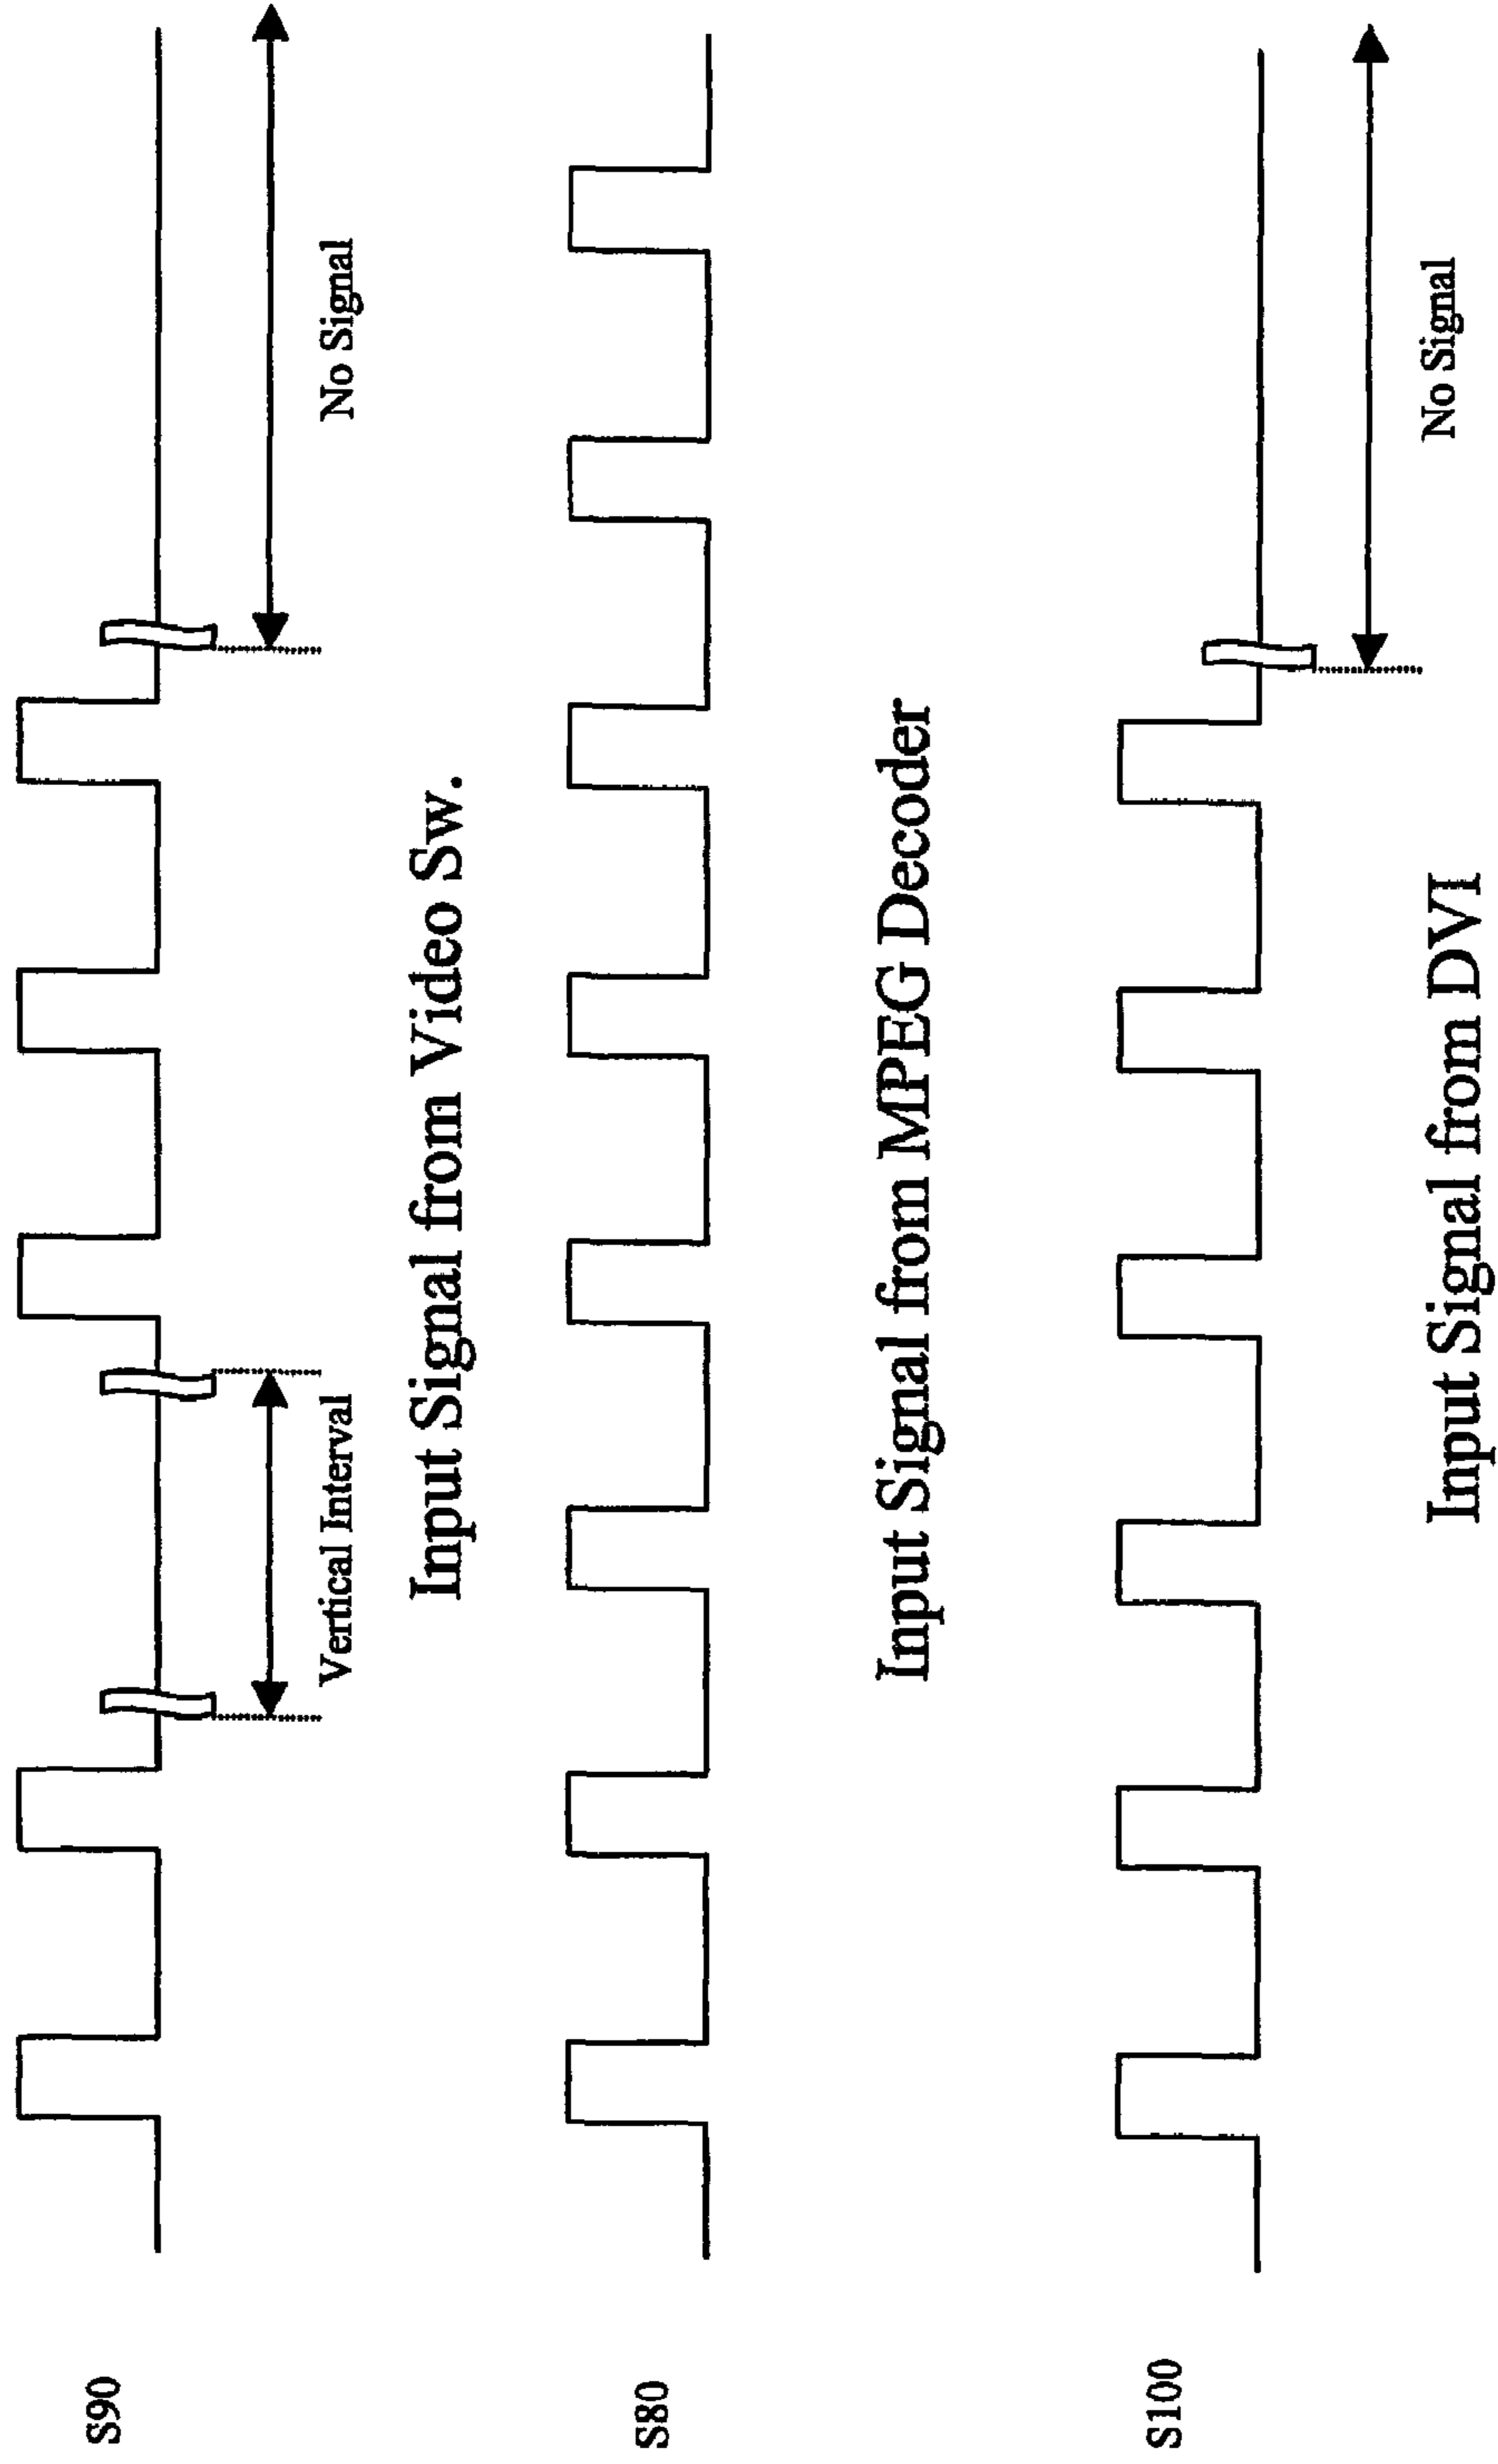 S90
Vertical Interval
No Signal
Input Signal from Video Sw.
S80
Input Signal from MPEG Decoder
S100
No Signal
Input Signal from DVI